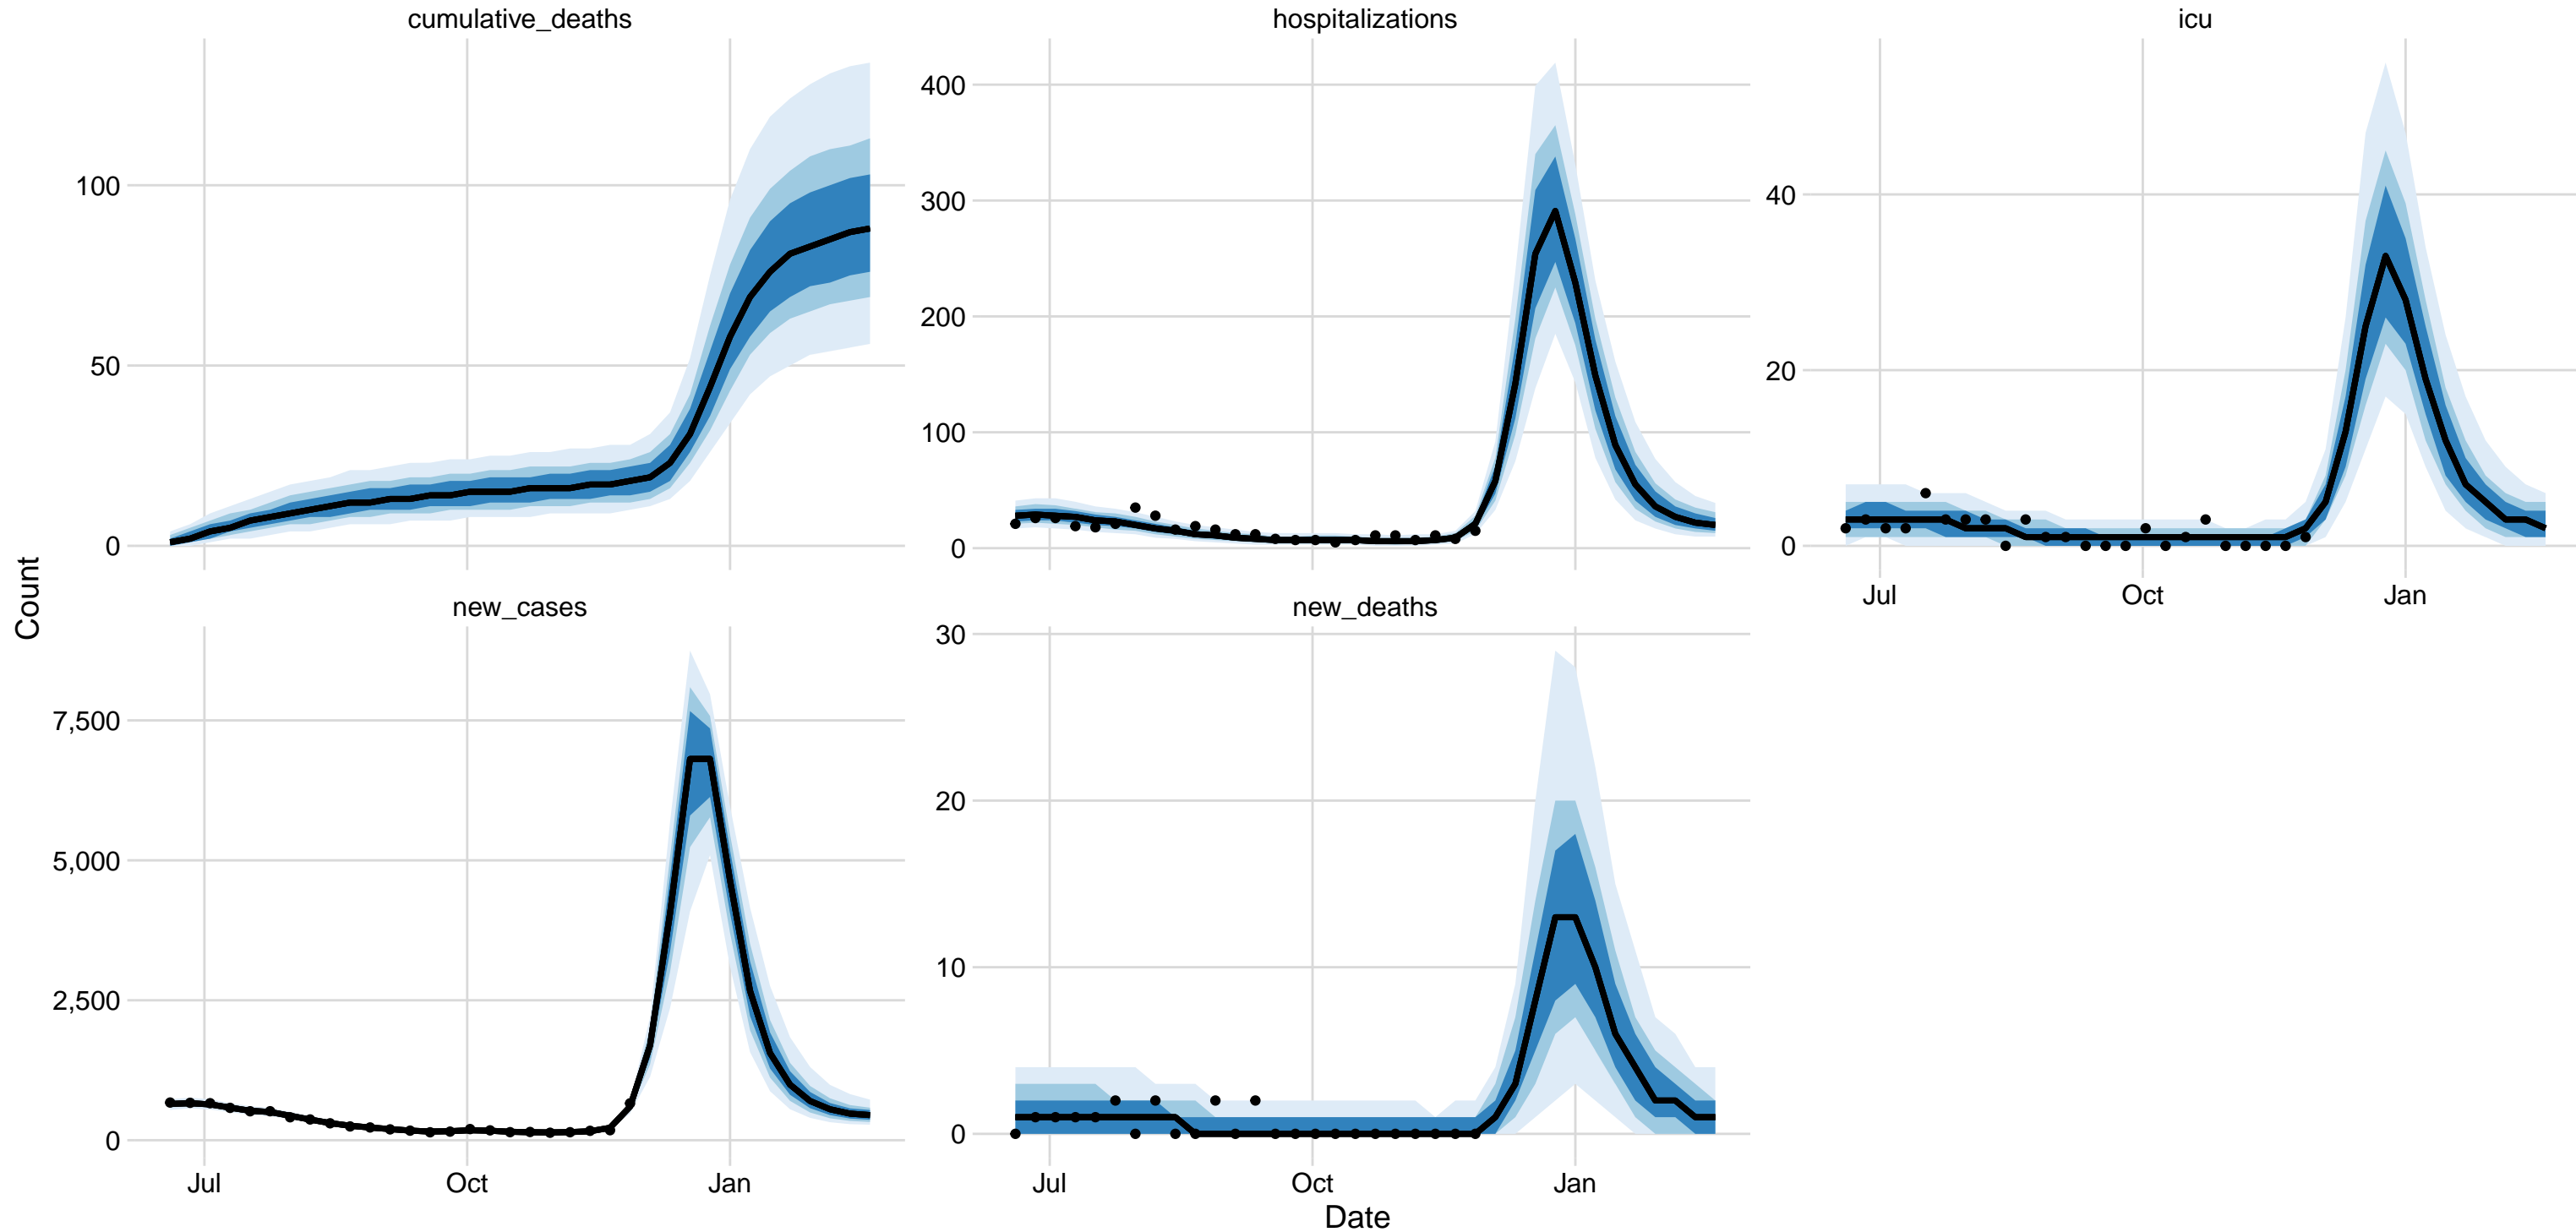 cumulative_deaths
hospitalizations
icu
100
50
0
400
300
200
100
0
40
20
0
Jul Oct Jan
Count
new_cases
new_deaths
7,500
5,000
2,500
0
Jul Oct Jan
30
20
10
0
Jul Oct Jan
Date